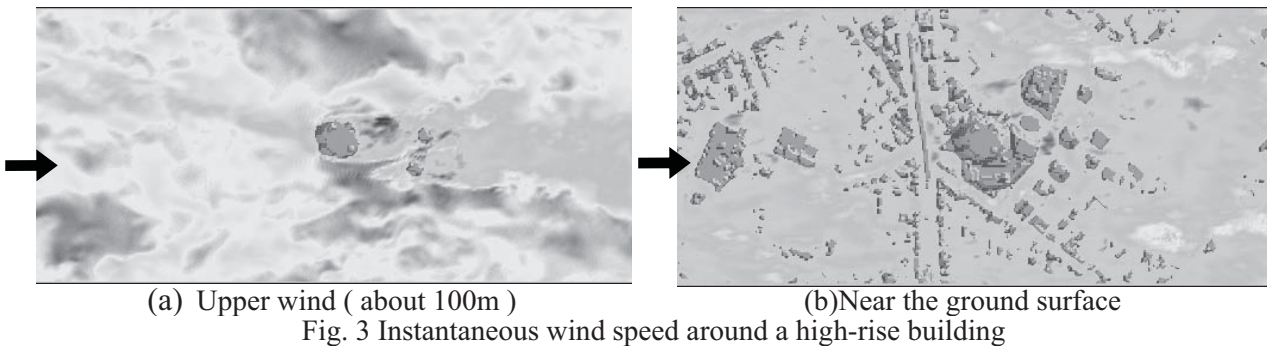 (a) Upper wind ( about 100m )
(b)Near the ground surface
Fig. 3 Instantaneous wind speed around a high-rise building